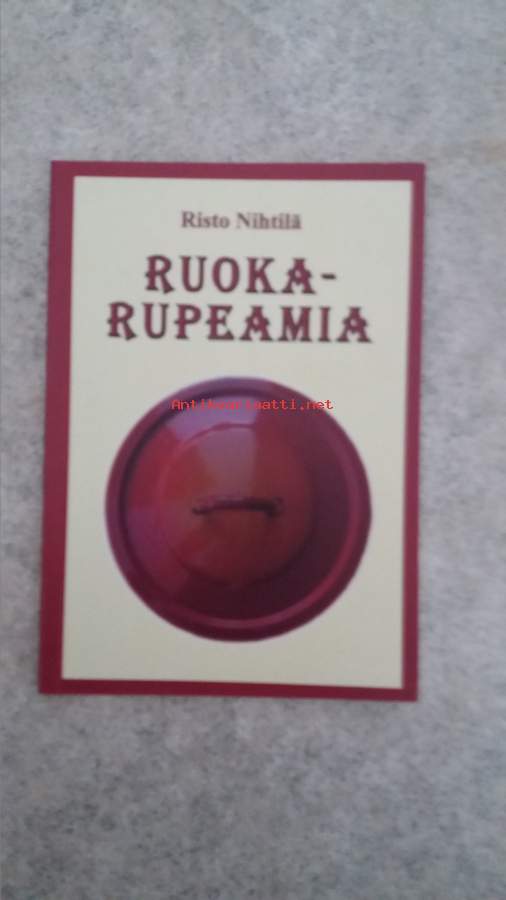 Risto Nihtilä
RUOKA-
RUPEAMIA
Antikvariaatti.net